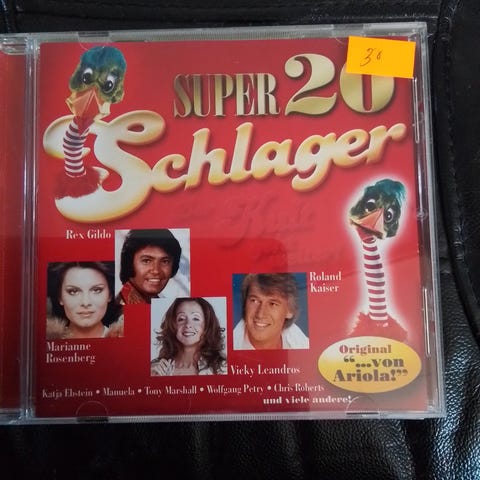 SUPER 20
Schlager
3,-
Rex Gildo
Marianne
Rosenberg
Vicky Leandros
Roland
Kaiser
Original
"...von
Ariola!"
Katja Ebstein • Manuela • Tony Marshall • Wolfgang Petry • Chris Roberts
und viele andere!